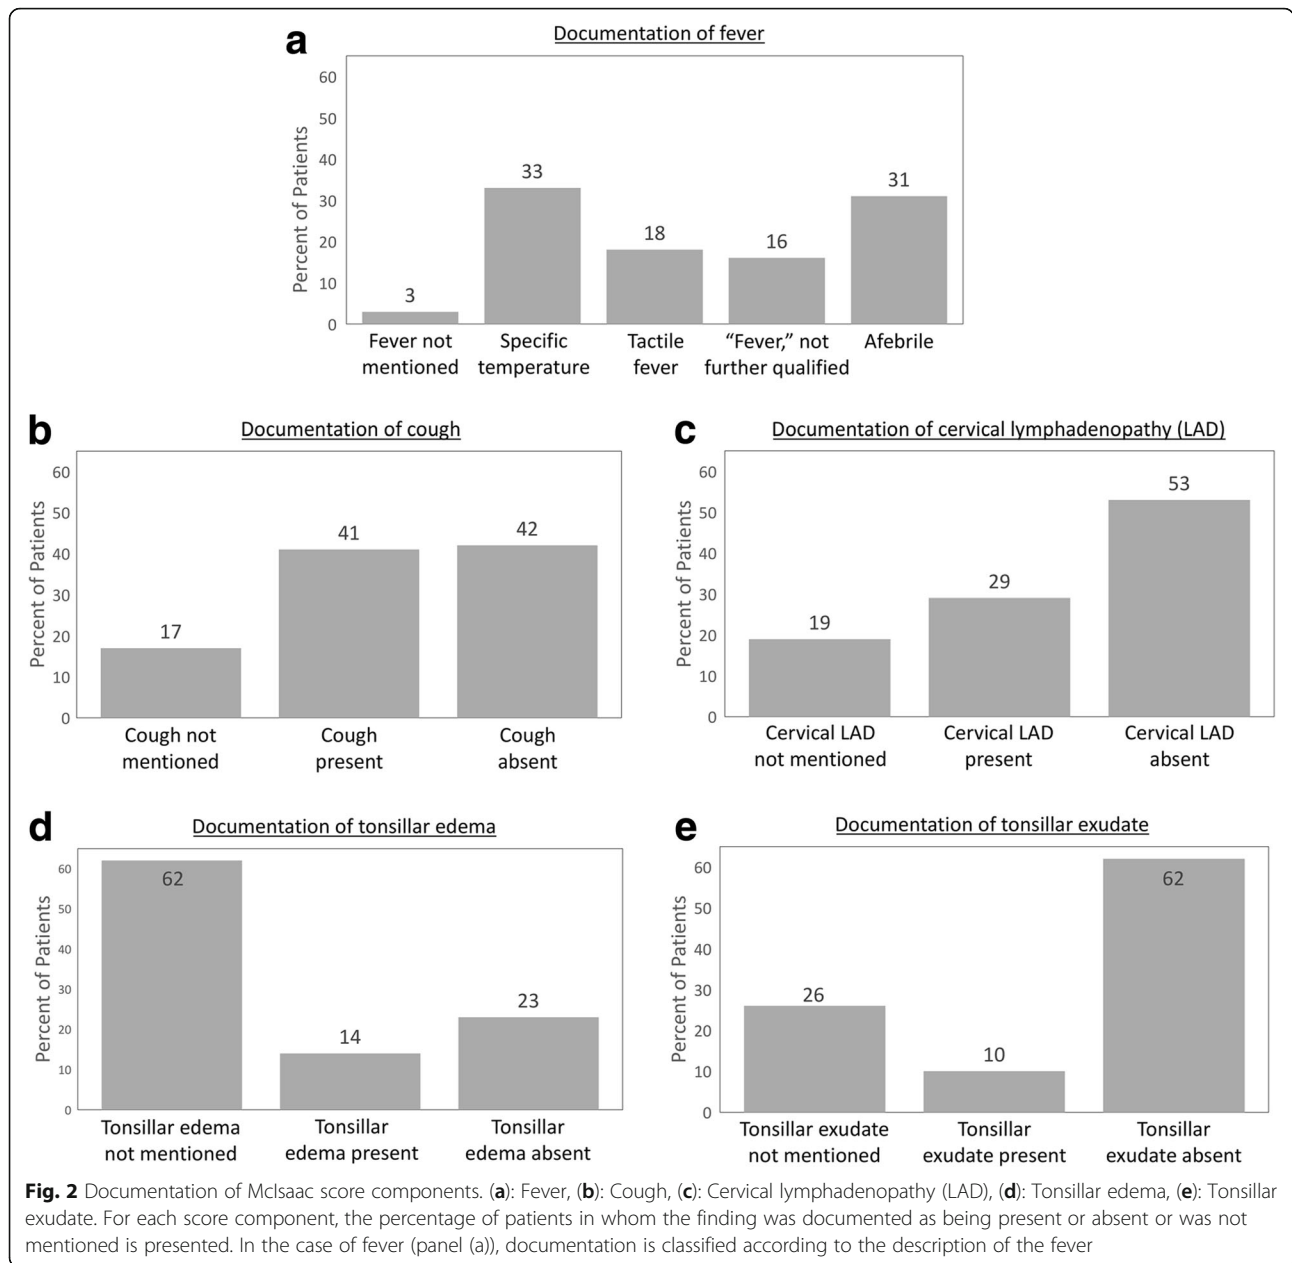 a
Documentation of fever
Percent of Patients
60
50
40
30
20
10
0
3
33
18
16
31
Fever not
mentioned
Specific
temperature
Tactile
fever
“Fever,” not
further qualified
Afebrile
b
Documentation of cough
Percent of Patients
60
50
40
30
20
10
0
17
41
42
Cough not
mentioned
Cough
present
Cough
absent
c
Documentation of cervical lymphadenopathy (LAD)
Percent of Patients
60
50
40
30
20
10
0
19
29
53
Cervical LAD
not mentioned
Cervical LAD
present
Cervical LAD
absent
d
Documentation of tonsillar edema
Percent of Patients
60
50
40
30
20
10
0
62
14
23
Tonsillar edema
not mentioned
Tonsillar
edema present
Tonsillar
edema absent
e
Documentation of tonsillar exudate
Percent of Patients
60
50
40
30
20
10
0
26
10
62
Tonsillar exudate
not mentioned
Tonsillar
exudate present
Tonsillar
exudate absent
Fig. 2 Documentation of McIsaac score components. (a): Fever, (b): Cough, (c): Cervical lymphadenopathy (LAD), (d): Tonsillar edema, (e): Tonsillar
exudate. For each score component, the percentage of patients in whom the finding was documented as being present or absent or was not
mentioned is presented. In the case of fever (panel (a)), documentation is classified according to the description of the fever